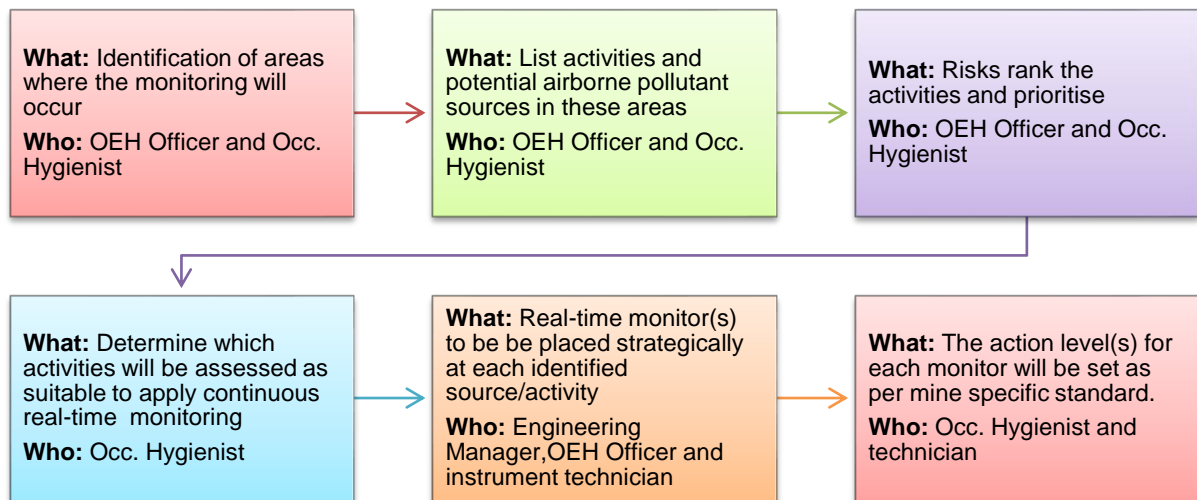 What: Identification of areas
where the monitoring will
occur
Who: OEH Officer and Occ.
Hygienist
What: List activities and
potential airborne pollutant
sources in these areas
Who: OEH Officer and Occ.
Hygienist
What: Risks rank the
activities and prioritise
Who: OEH Officer and Occ.
Hygienist
What: Determine which
activities will be assessed as
suitable to apply continuous
real-time monitoring
Who: Occ. Hygienist
What: Real-time monitor(s)
to be be placed strategically
at each identified
source/activity
Who: Engineering
Manager,OEH Officer and
instrument technician
What: The action level(s) for
each monitor will be set as
per mine specific standard.
Who: Occ. Hygienist and
technician